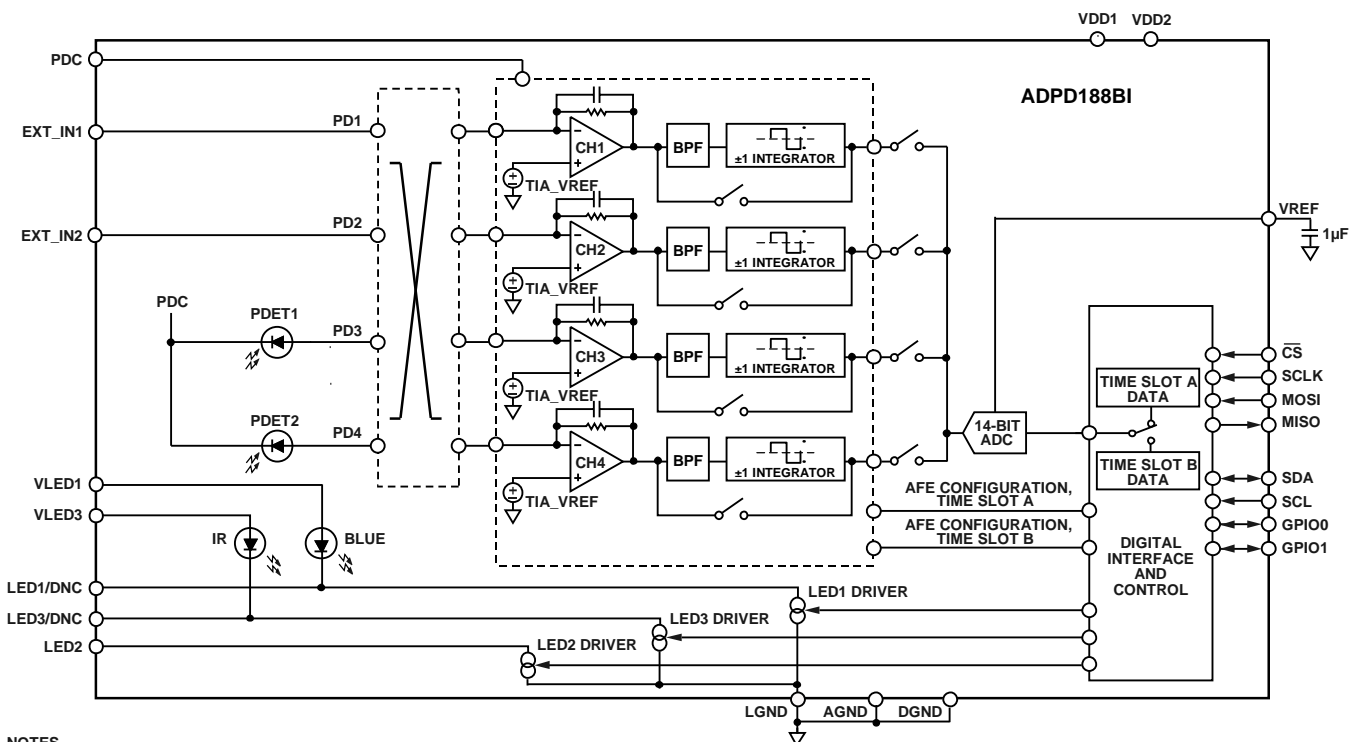 VDD1 VDD2
PDC
ADPD188BI
EXT_IN1
PD1
CH1
BPF
±1 INTEGRATOR
TIA_VREF
VREF
1µF
EXT_IN2
PD2
CH2
BPF
±1 INTEGRATOR
TIA_VREF
PDC
PDET1
PD3
CH3
BPF
±1 INTEGRATOR
TIA_VREF
PDET2
PD4
CH4
BPF
±1 INTEGRATOR
TIA_VREF
14-BIT
ADC
TIME SLOT A
DATA
TIME SLOT B
DATA
CS
SCLK
MOSI
MISO
SDA
SCL
GPIO0
GPIO1
AFE CONFIGURATION,
TIME SLOT A
AFE CONFIGURATION,
TIME SLOT B
DIGITAL
INTERFACE
AND
CONTROL
VLED1
VLED3
IR
BLUE
LED1/DNC
LED3/DNC
LED2
LED1 DRIVER
LED3 DRIVER
LED2 DRIVER
LGND AGND DGND